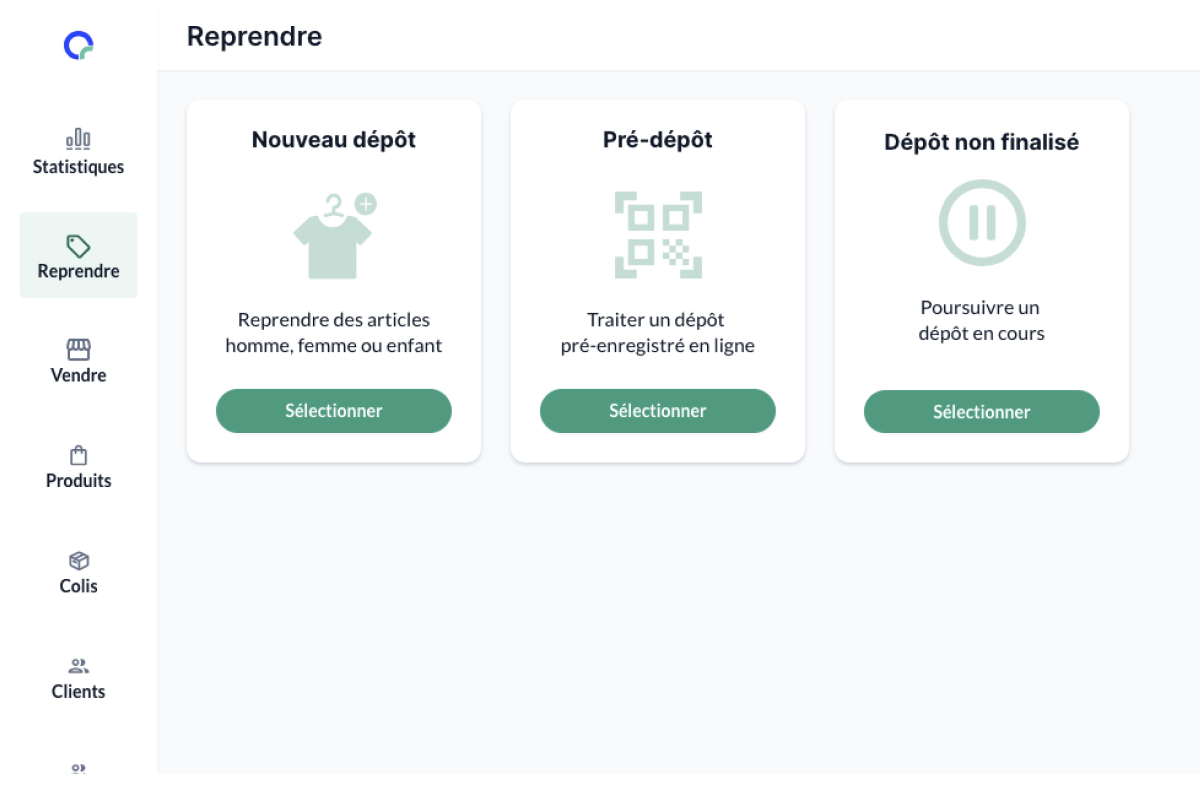 Reprendre
Statistiques
Reprendre
Vendre
Produits
Colis
Clients
Nouveau dépôt
Reprendre des articles
homme, femme ou enfant
Sélectionner
Pré-dépôt
Traiter un dépôt
pré-enregistré en ligne
Sélectionner
Dépôt non finalisé
Poursuivre un
dépôt en cours
Sélectionner